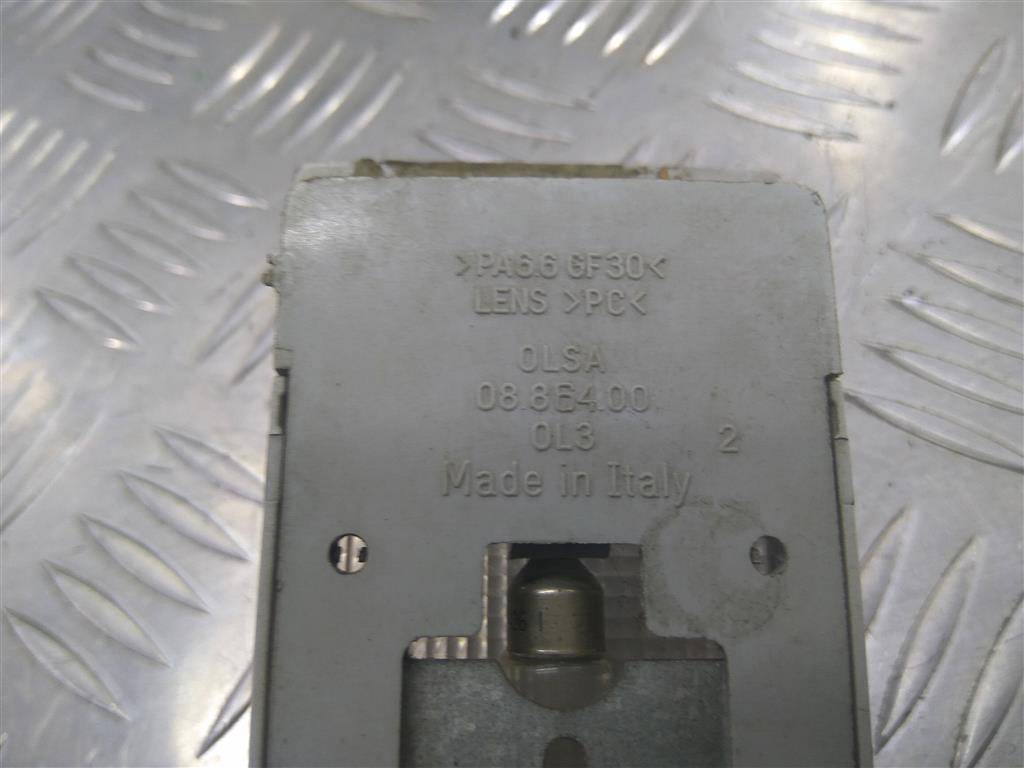 >PA6.6 GF30<
LENS >PC<
OLSA
08.864.00
OL3 2
Made in Italy